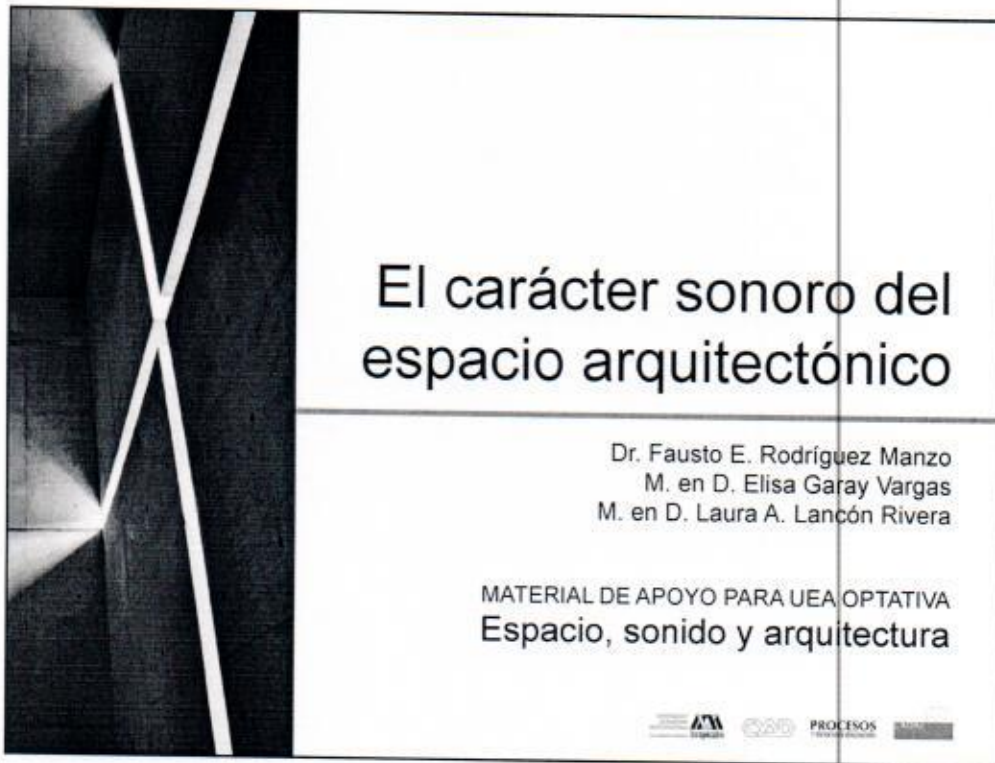 El carácter sonoro del
espacio arquitectónico
Dr. Fausto E. Rodríguez Manzo
M. en D. Elisa Garay Vargas
M. en D. Laura A. Lancón Rivera
MATERIAL DE APOYO PARA UEA OPTATIVA
Espacio, sonido y arquitectura
PROCESOS